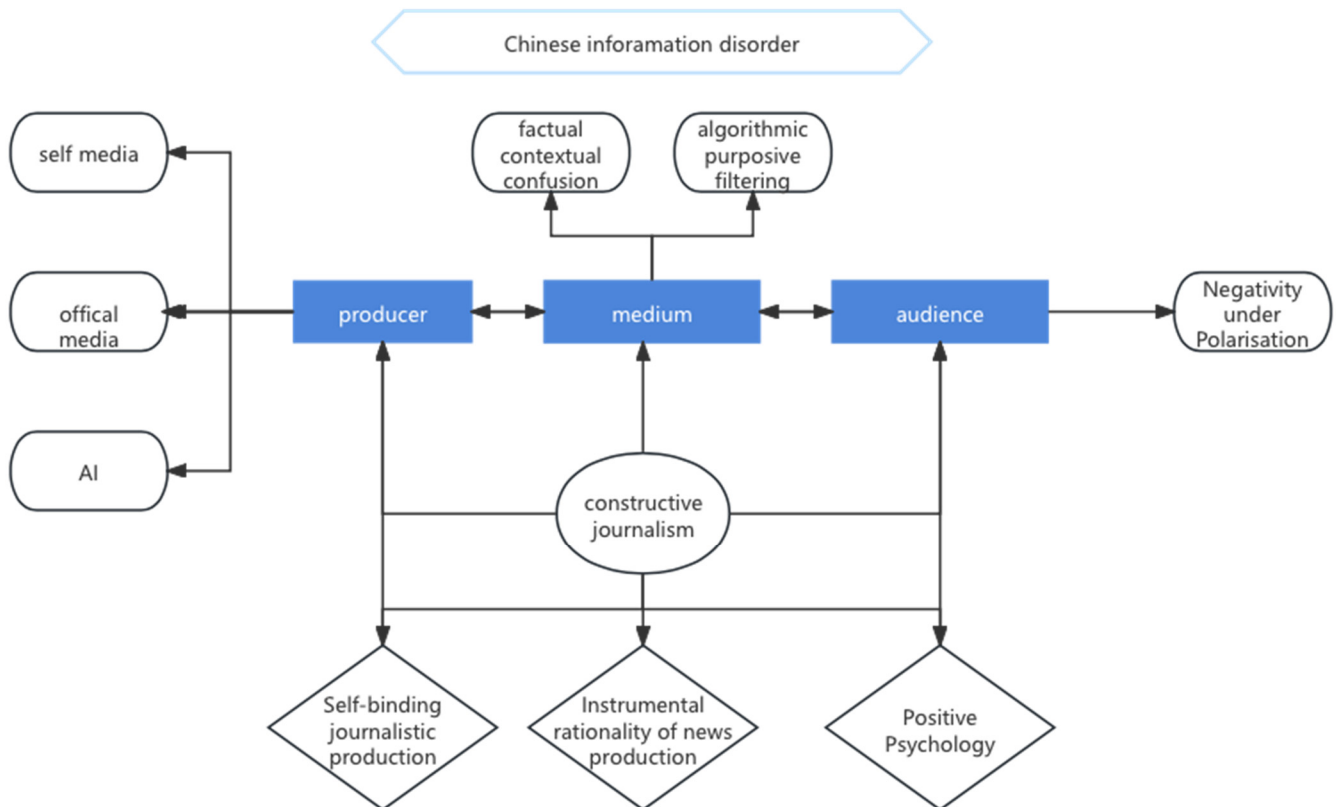 Chinese inforamation disorder
self media
factual
contextual
confusion
algorithmic
purposive
filtering
offical
media
producer
medium
audience
Negativity
under
Polarisation
AI
constructive
journalism
Self-binding
journalistic
production
Instrumental
rationality of news
production
Positive
Psychology